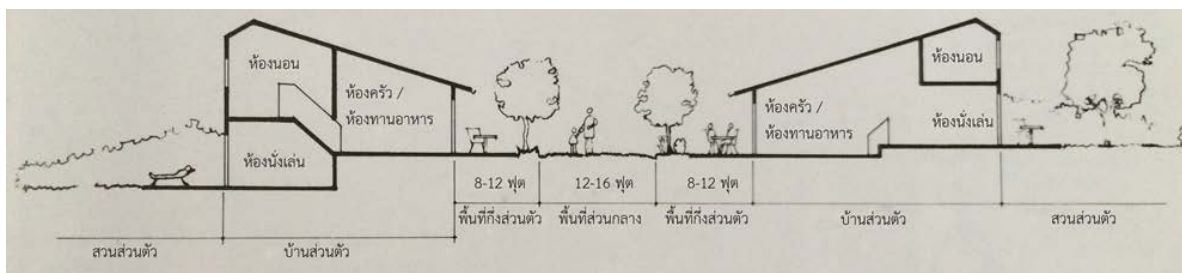 ห้องนอน
ห้องครัว /
ห้องทานอาหาร
ห้องนั่งเล่น
ห้องนอน
ห้องครัว /
ห้องทานอาหาร
ห้องนั่งเล่น
8-12 ฟุต
12-16 ฟุต
8-12 ฟุต
พื้นที่กึ่งส่วนตัว
พื้นที่ส่วนกลาง
พื้นที่กึ่งส่วนตัว
บ้านส่วนตัว
สวนส่วนตัว
สวนส่วนตัว
บ้านส่วนตัว